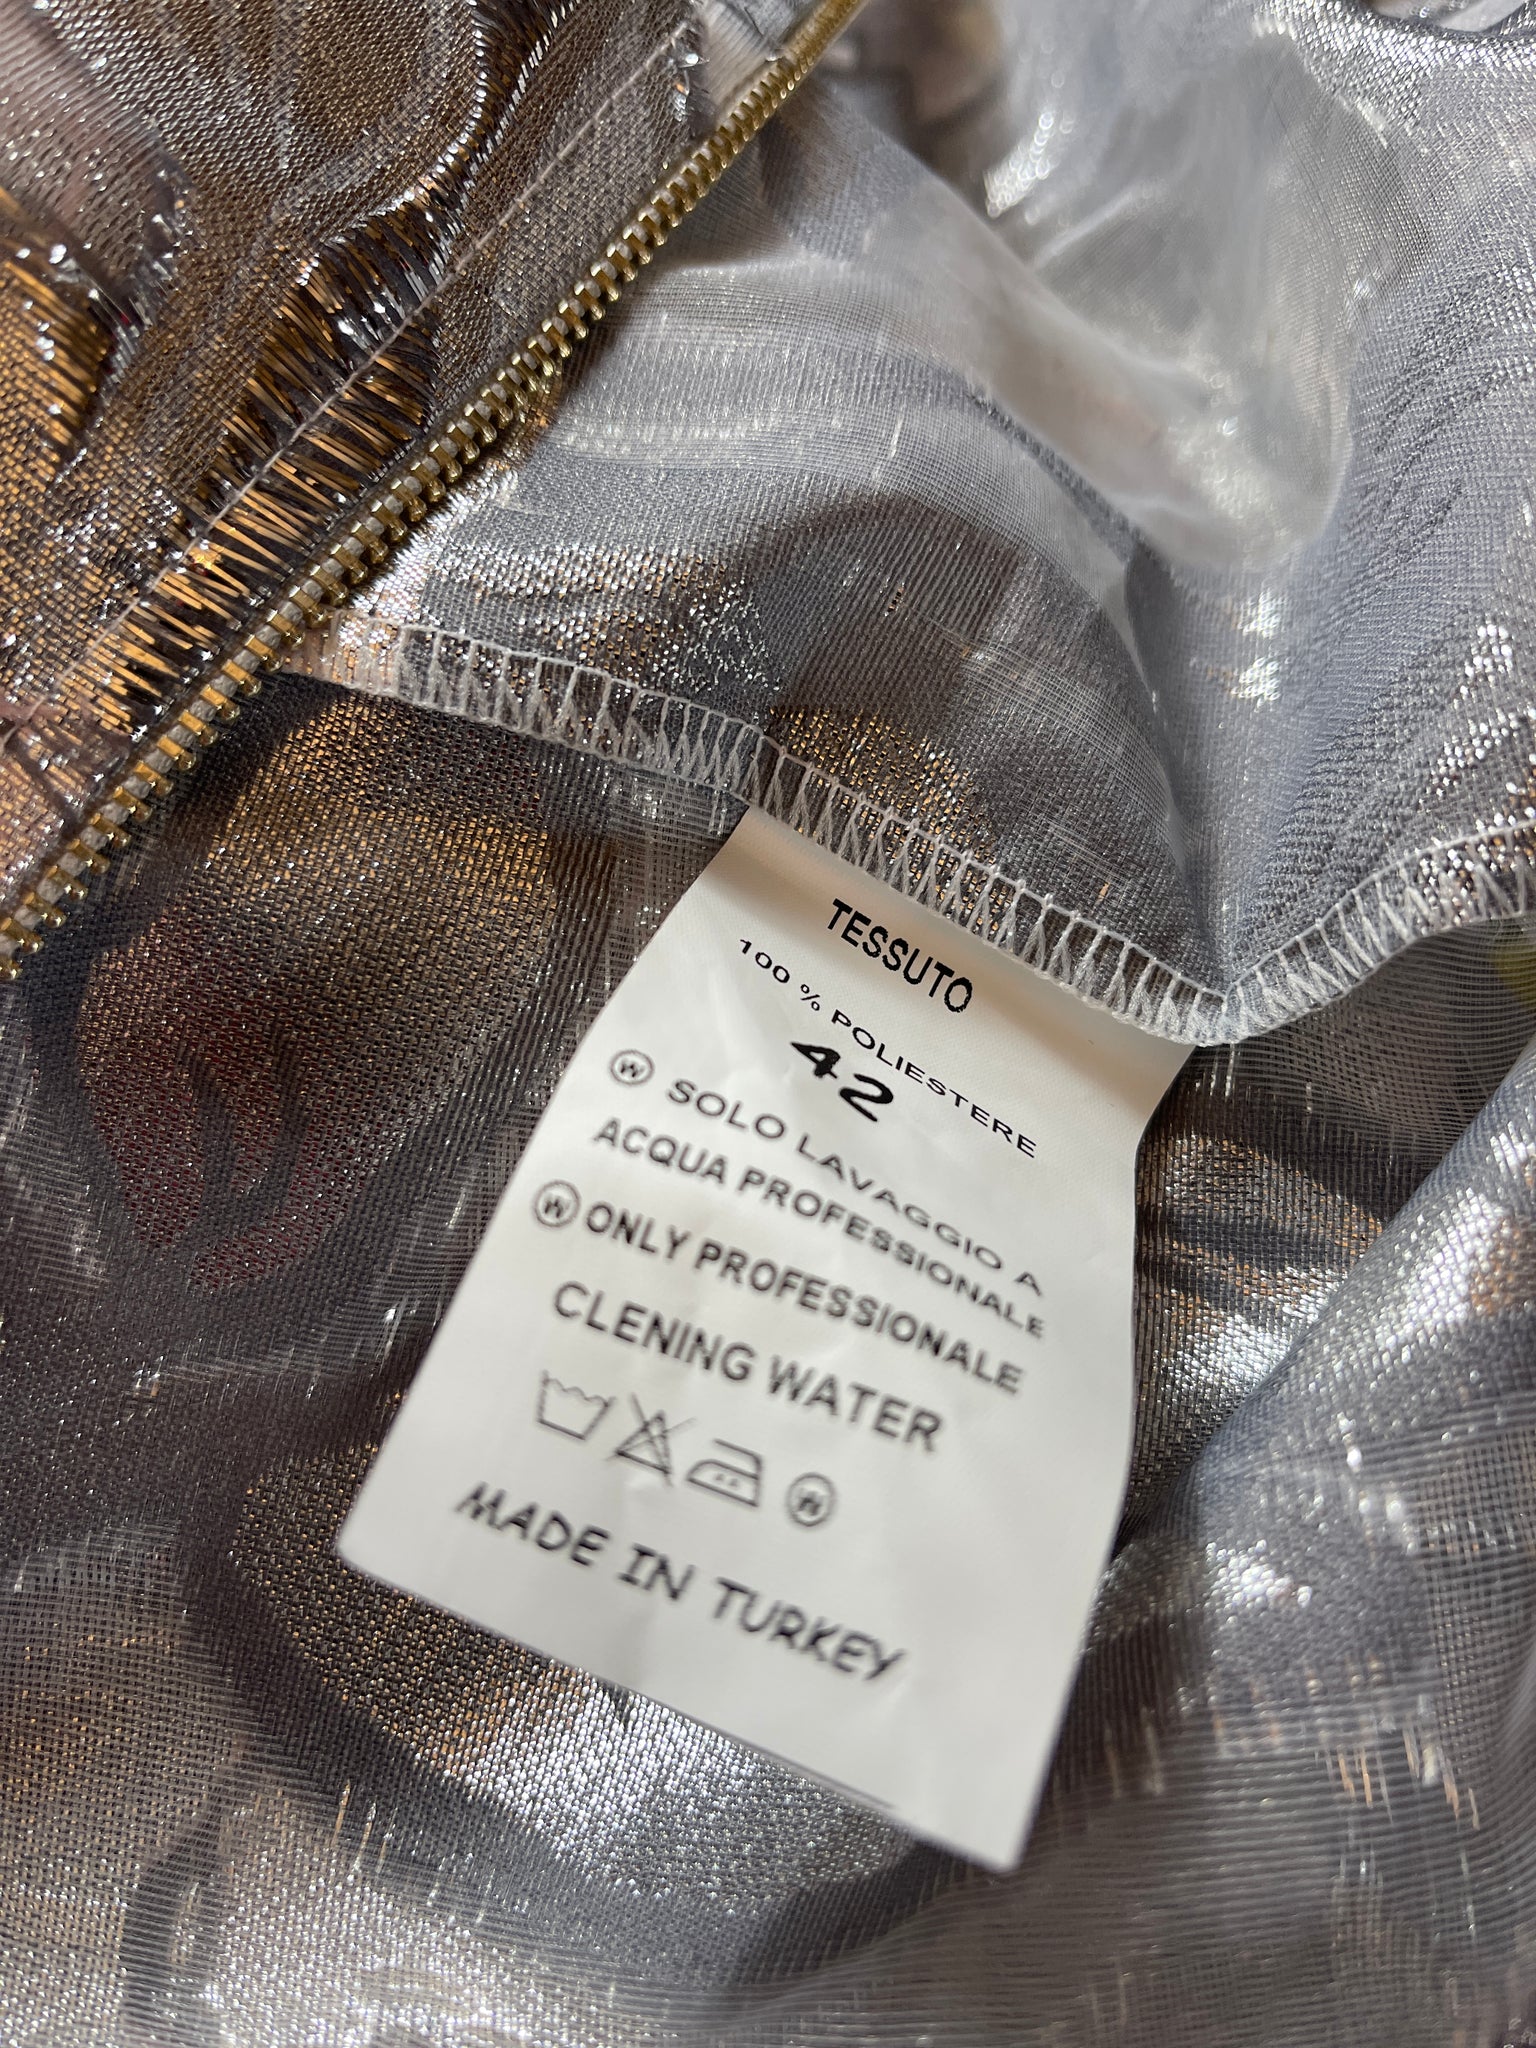 TESSUTO
100 % POLIESTERE
42
W SOLO LAVAGGIO A
ACQUA PROFESSIONALE
W ONLY PROFESSIONALE
CLENING WATER
W
MADE IN TURKEY